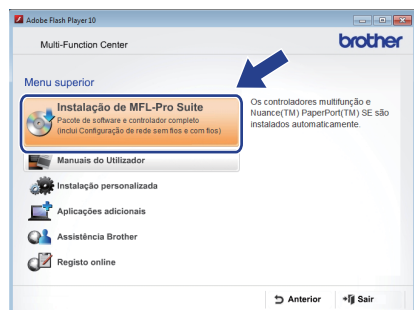 Adobe Flash Player 10
Multi-Function Center
brother
Menu superior
Instalação de MFL-Pro Suite
Pacote de software e controlador completo
(inclui Configuração de rede sem fios e com fios)
Os controladores multifunção e
Nuance(TM) PaperPort(TM) SE são
instalados automaticamente.
Manuais do Utilizador
Instalação personalizada
Aplicações adicionais
Assistência Brother
Registo online
Anterior
Sair